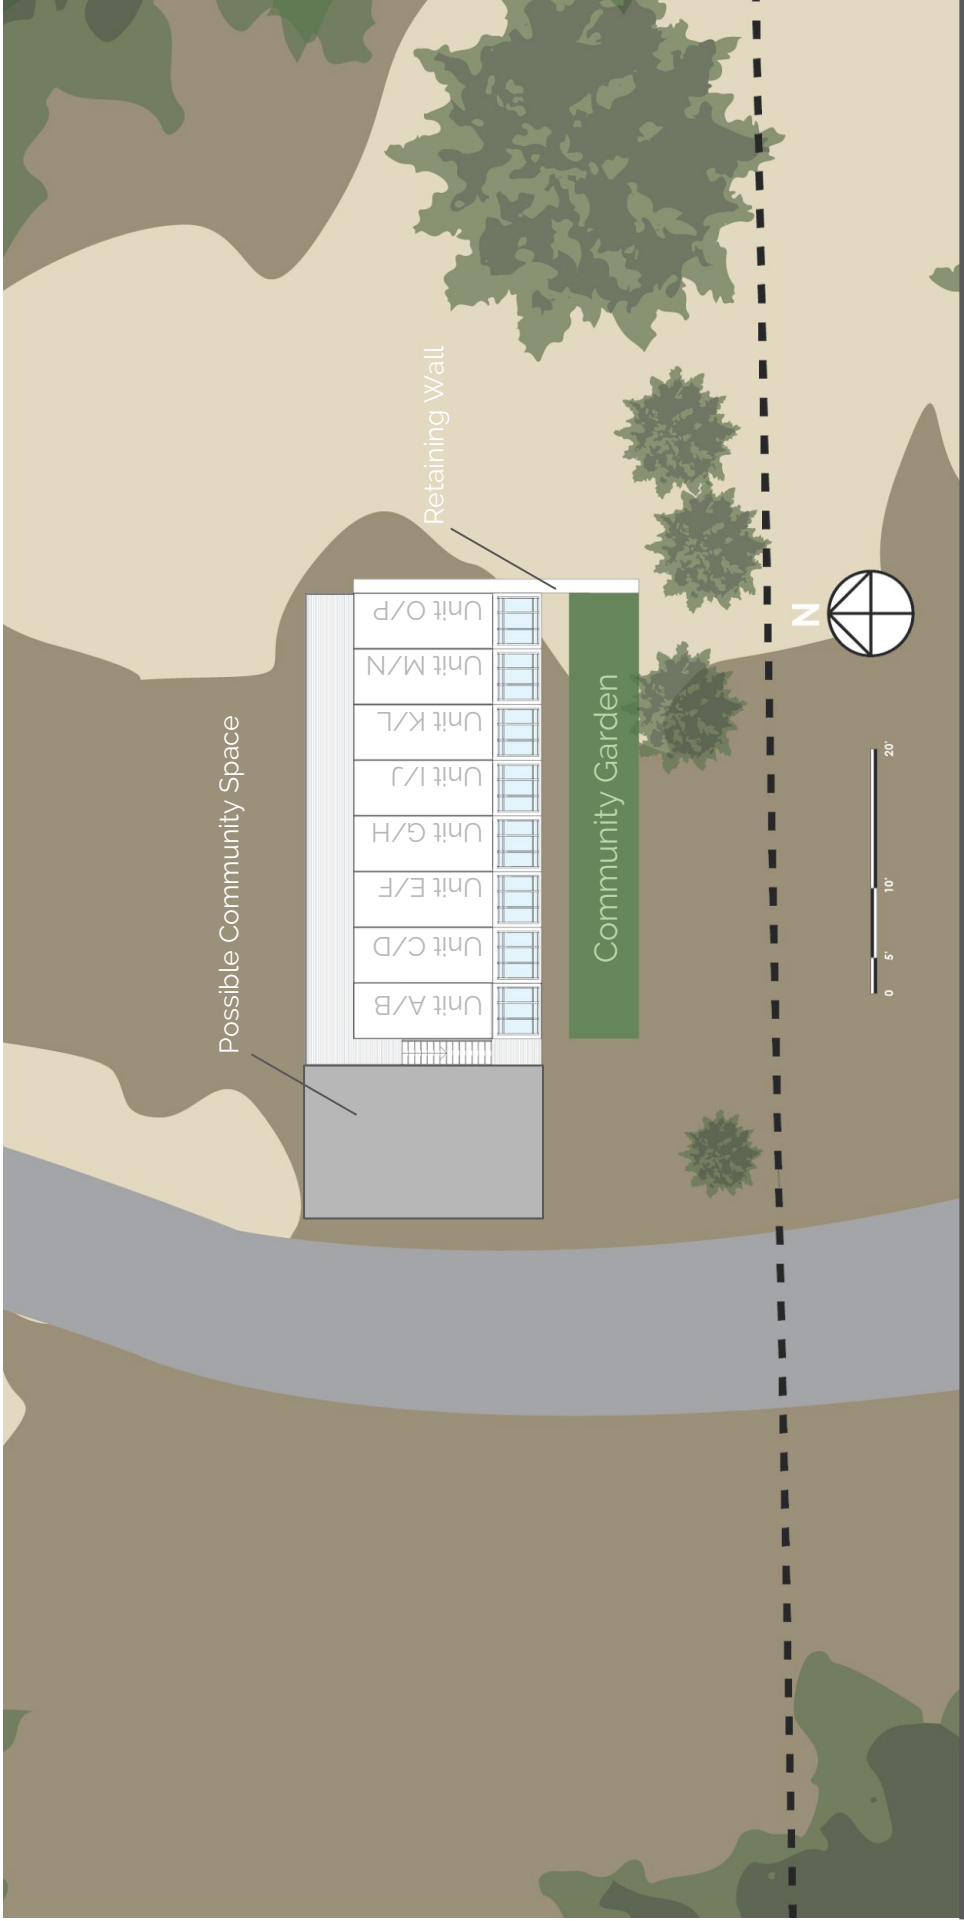 Possible Community Space
Retaining Wall
Unit A/B
Unit C/D
Unit E/F
Unit G/H
Unit I/J
Unit K/L
Unit M/N
Unit O/P
Community Garden
N
0 5' 10' 20'